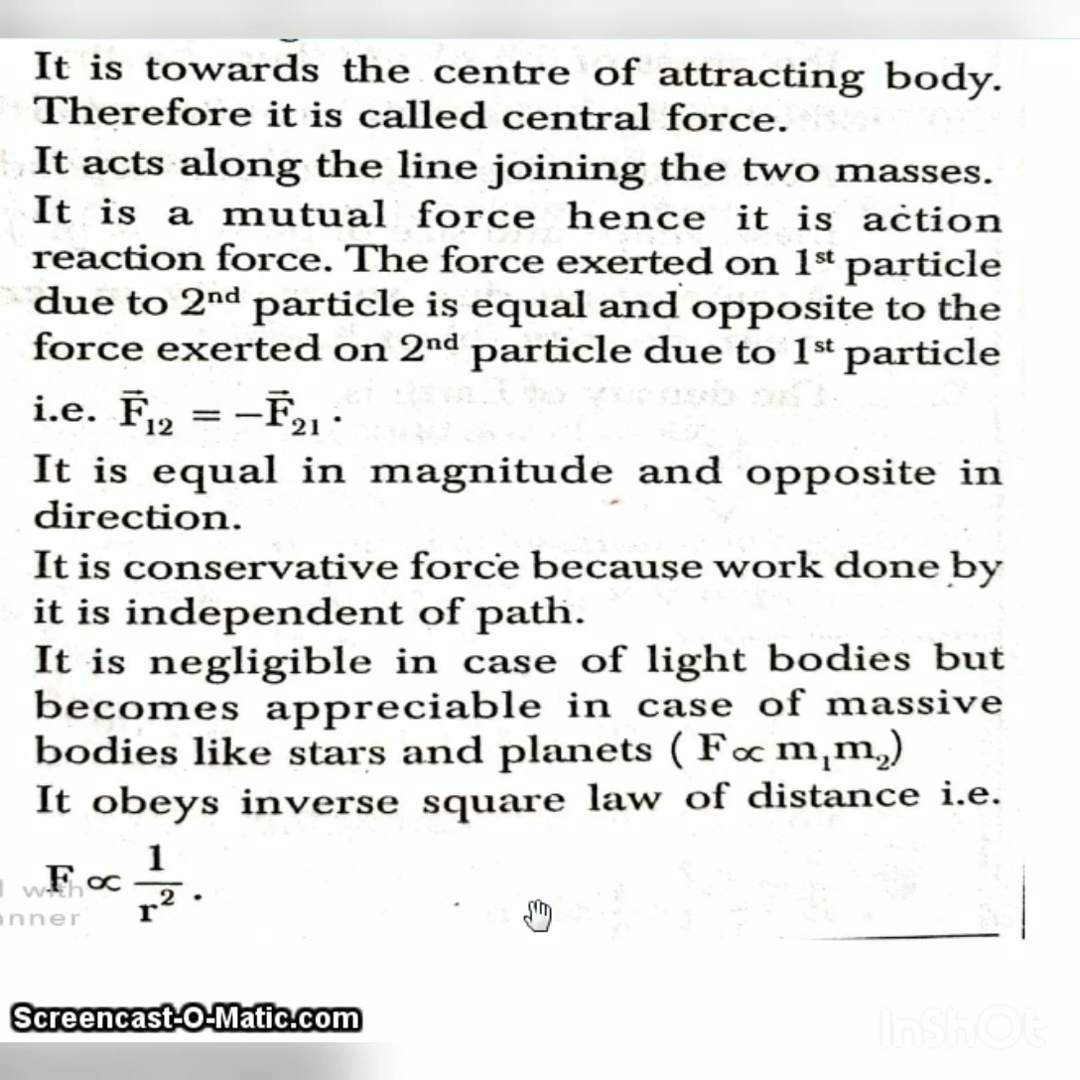 It is towards the centre of attracting body.
Therefore it is called central force.
It acts along the line joining the two masses.
It is a mutual force hence it is action
reaction force. The force exerted on 1st particle
due to 2nd particle is equal and opposite to the
force exerted on 2nd particle due to 1st particle
i.e. F⃗₁₂ = −F⃗₂₁.
It is equal in magnitude and opposite in
direction.
It is conservative force because work done by
it is independent of path.
It is negligible in case of light bodies but
becomes appreciable in case of massive
bodies like stars and planets ( F ∝ m₁m₂)
It obeys inverse square law of distance i.e.
F ∝ 1/r².
with
Screencast-O-Matic.com
InShOt